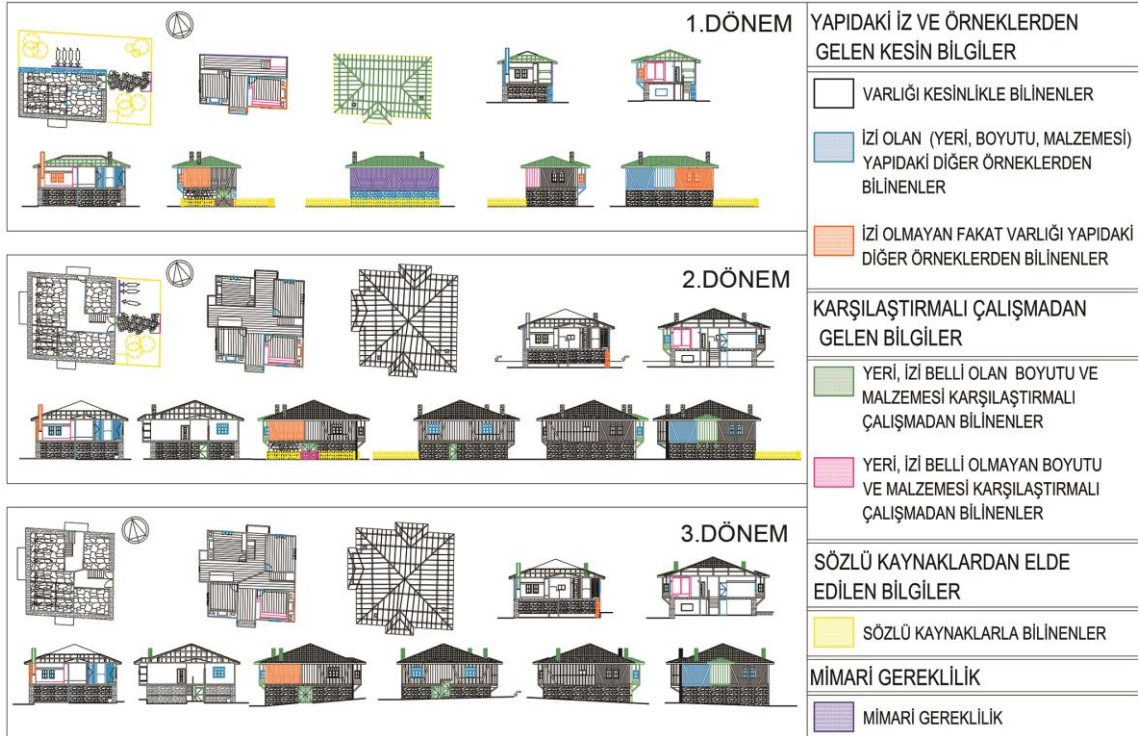 1.DÖNEM
2.DÖNEM
3.DÖNEM
YAPIDAKİ İZ VE ÖRNEKLERDEN
GELEN KESİN BİLGİLER
VARLIĞI KESİNLİKLE BİLİNENLER
İZİ OLAN (YERİ, BOYUTU, MALZEMESİ)
YAPIDAKİ DİĞER ÖRNEKLERDEN
BİLİNENLER
İZİ OLMAYAN FAKAT VARLIĞI YAPIDAKİ
DİĞER ÖRNEKLERDEN BİLİNENLER
KARŞILAŞTIRMALI ÇALIŞMADAN
GELEN BİLGİLER
YERİ, İZİ BELLİ OLAN BOYUTU VE
MALZEMESİ KARŞILAŞTIRMALI
ÇALIŞMADAN BİLİNENLER
YERİ, İZİ BELLİ OLMAYAN BOYUTU
VE MALZEMESİ KARŞILAŞTIRMALI
ÇALIŞMADAN BİLİNENLER
SÖZLÜ KAYNAKLARDAN ELDE
EDİLEN BİLGİLER
SÖZLÜ KAYNAKLARLA BİLİNENLER
MİMARİ GEREKLİLİK
MİMARİ GEREKLİLİK